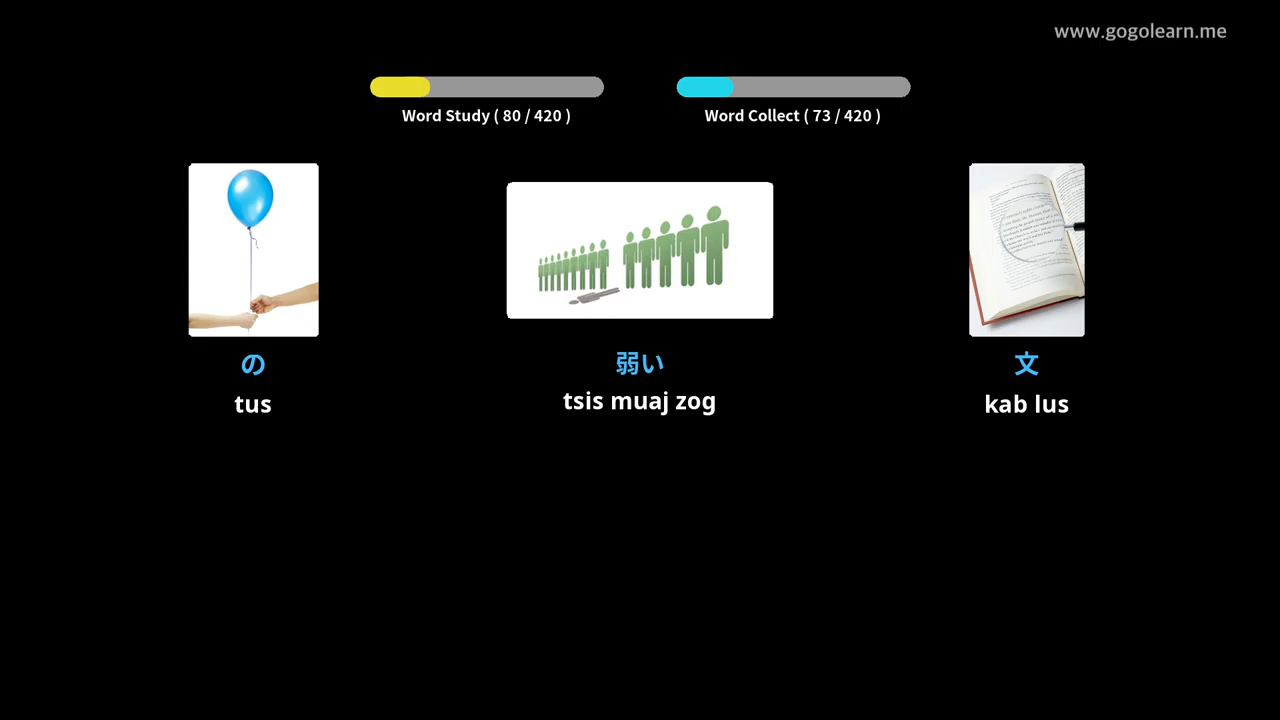 www.gogolearn.me
Word Study ( 80 / 420 )
Word Collect ( 73 / 420 )
の
tus
弱い
tsis muaj zog
文
kab lus